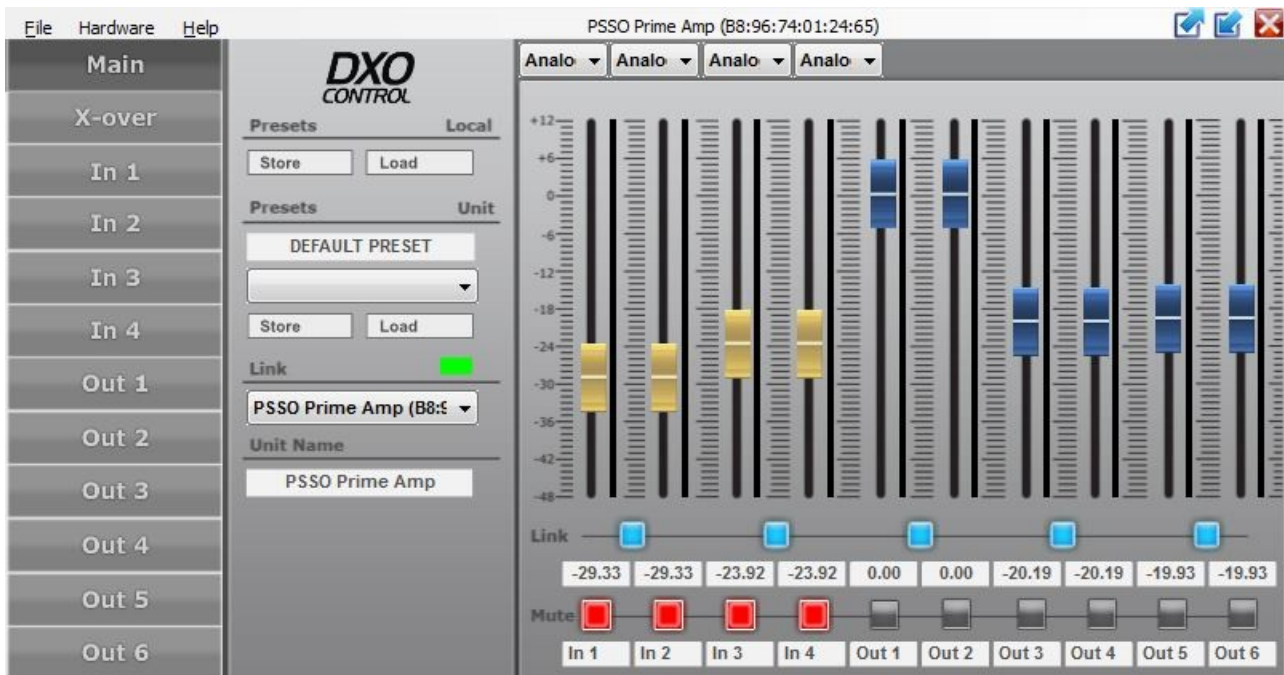 File Hardware Help PSSO Prime Amp (B8:96:74:01:24:65)
Main
X-over
In 1
In 2
In 3
In 4
Out 1
Out 2
Out 3
Out 4
Out 5
Out 6
DXO
CONTROL
Presets Local
Store Load
Presets Unit
DEFAULT PRESET
Store Load
Link
PSSO Prime Amp (B8:9
Unit Name
PSSO Prime Amp
Analo Analo Analo Analo
+12
+6
0
-6
-12
-18
-24
-30
-36
-42
-48
Link
-29.33 -29.33 -23.92 -23.92 0.00 0.00 -20.19 -20.19 -19.93 -19.93
Mute
In 1 In 2 In 3 In 4 Out 1 Out 2 Out 3 Out 4 Out 5 Out 6